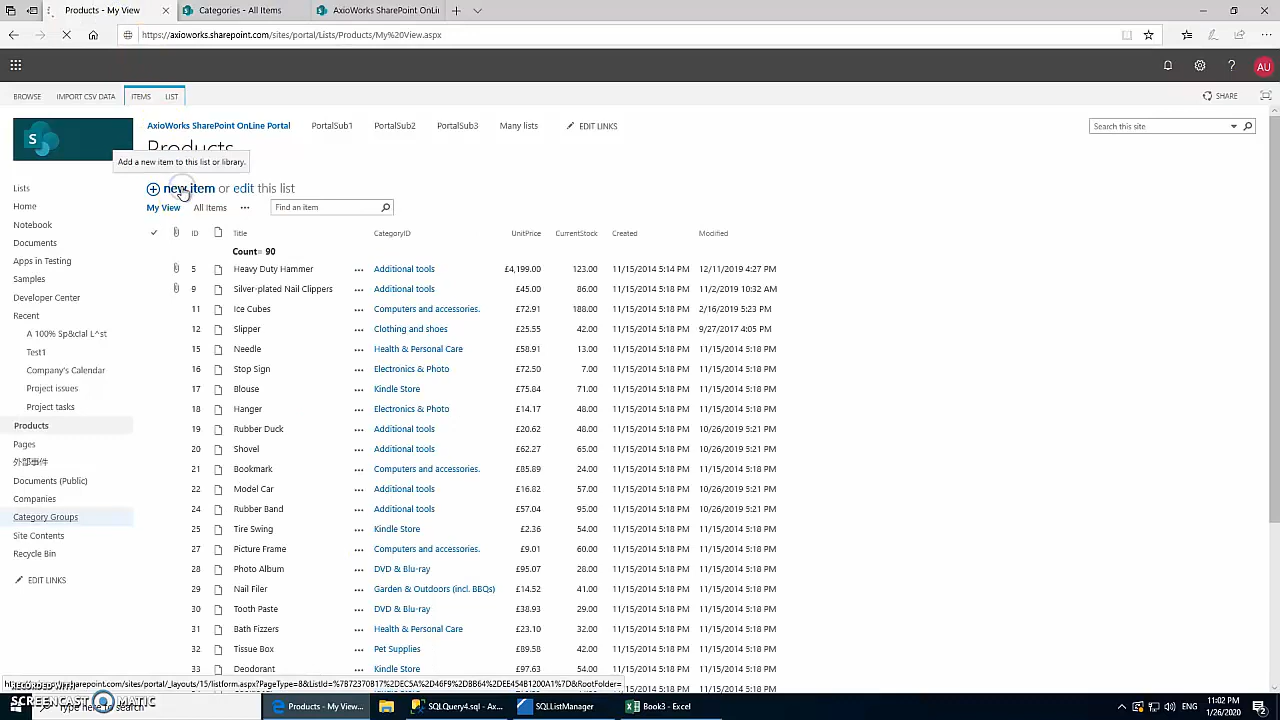 Products - My View
Categories - All Items
AxioWorks SharePoint OnLin
https://axioworks.sharepoint.com/sites/portal/Lists/Products/My%20View.aspx
AU
BROWSE IMPORT CSV DATA ITEMS LIST
SHARE
S
AxioWorks SharePoint OnLine Portal PortalSub1 PortalSub2 PortalSub3 Many lists EDIT LINKS
Search this site
Products
Add a new item to this list or library.
new item or edit this list
My View All Items ••• Find an item
Lists
Home
Notebook
Documents
Apps in Testing
Samples
Developer Center
Recent
A 100% Sp&cial L^st
Test1
Company's Calendar
Project issues
Project tasks
Products
Pages
外部事件
Documents (Public)
Companies
Category Groups
Site Contents
Recycle Bin
EDIT LINKS
ID Title CategoryID UnitPrice CurrentStock Created Modified
Count= 90
5 Heavy Duty Hammer ••• Additional tools £4,199.00 123.00 11/15/2014 5:14 PM 12/11/2019 4:27 PM
9 Silver-plated Nail Clippers ••• Additional tools £45.00 86.00 11/15/2014 5:18 PM 11/2/2019 10:32 AM
11 Ice Cubes ••• Computers and accessories. £72.91 188.00 11/15/2014 5:18 PM 2/16/2019 5:23 PM
12 Slipper ••• Clothing and shoes £25.55 42.00 11/15/2014 5:18 PM 9/27/2017 4:05 PM
15 Needle ••• Health & Personal Care £58.91 13.00 11/15/2014 5:18 PM 11/15/2014 5:18 PM
16 Stop Sign ••• Electronics & Photo £72.50 7.00 11/15/2014 5:18 PM 11/15/2014 5:18 PM
17 Blouse ••• Kindle Store £75.84 71.00 11/15/2014 5:18 PM 11/15/2014 5:18 PM
18 Hanger ••• Electronics & Photo £14.17 48.00 11/15/2014 5:18 PM 11/15/2014 5:18 PM
19 Rubber Duck ••• Additional tools £20.62 48.00 11/15/2014 5:18 PM 10/26/2019 5:21 PM
20 Shovel ••• Additional tools £62.27 65.00 11/15/2014 5:18 PM 10/26/2019 5:21 PM
21 Bookmark ••• Computers and accessories. £85.89 24.00 11/15/2014 5:18 PM 11/15/2014 5:18 PM
22 Model Car ••• Additional tools £16.82 57.00 11/15/2014 5:18 PM 10/26/2019 5:21 PM
24 Rubber Band ••• Additional tools £57.04 95.00 11/15/2014 5:18 PM 10/26/2019 5:21 PM
25 Tire Swing ••• Kindle Store £2.36 54.00 11/15/2014 5:18 PM 11/15/2014 5:18 PM
27 Picture Frame ••• Computers and accessories. £9.01 60.00 11/15/2014 5:18 PM 11/15/2014 5:18 PM
28 Photo Album ••• DVD & Blu-ray £95.07 28.00 11/15/2014 5:18 PM 11/15/2014 5:18 PM
29 Nail Filer ••• Garden & Outdoors (incl. BBQs) £14.52 41.00 11/15/2014 5:18 PM 11/15/2014 5:18 PM
30 Tooth Paste ••• DVD & Blu-ray £38.93 29.00 11/15/2014 5:18 PM 11/15/2014 5:18 PM
31 Bath Fizzers ••• Health & Personal Care £23.10 32.00 11/15/2014 5:18 PM 11/15/2014 5:18 PM
32 Tissue Box ••• Pet Supplies £89.58 42.00 11/15/2014 5:18 PM 11/15/2014 5:18 PM
33 Deodorant ••• Kindle Store £97.63 54.00 11/15/2014 5:18 PM 11/15/2014 5:18 PM
RECORDED WITH
SCREENCAST MATIC
Products - My View... SQLQuery4.sql - Ax... SQLListManager Book3 - Excel ENG 11:02 PM
1/26/2020